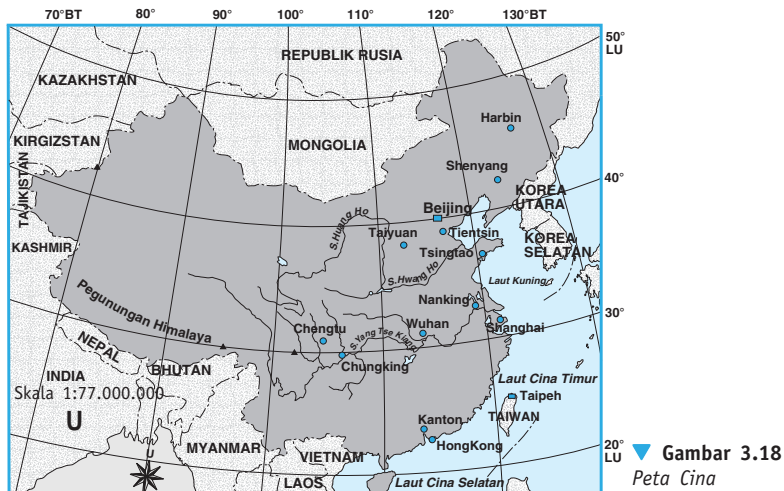 70°BT 80° 90° 100° 110° 120° 130°BT
50°
LU
REPUBLIK RUSIA
KAZAKHSTAN
Harbin
KIRGIZSTAN
MONGOLIA
TAJIKISTAN
Shenyang
40°
KOREA
UTARA
Beijing
S.Huang Ho
Taiyuan
Tientsin
KOREA
SELATAN
KASHMIR
Tsingtao
S.Hwang Ho
Laut Kuning
Pegunungan Himalaya
Nanking
30°
Chengtu
S.Yang Tse Kiang
Wuhan
Shanghai
NEPAL
Chungking
BHUTAN
INDIA
Laut Cina Timur
Skala 1:77.000.000
Taipeh
U
Kanton
TAIWAN
HongKong
MYANMAR
VIETNAM
20°
LU
U
LAOS
Laut Cina Selatan
Gambar 3.18
Peta Cina